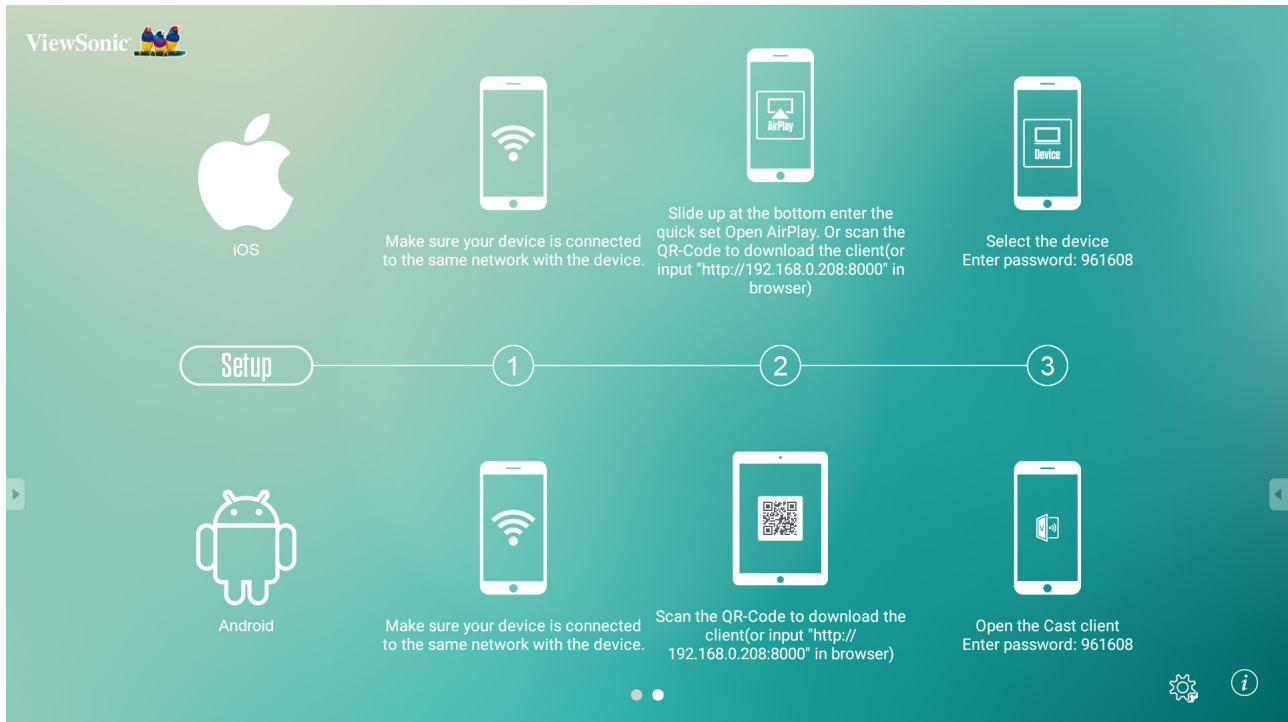 ViewSonic
AirPlay
Device
iOS
Make sure your device is connected
to the same network with the device.
Slide up at the bottom enter the
quick set Open AirPlay. Or scan the
QR-Code to download the client(or
input "http://192.168.0.208:8000" in
browser)
Select the device
Enter password: 961608
Setup
1
2
3
Android
Make sure your device is connected
to the same network with the device.
Scan the QR-Code to download the
client(or input "http://
192.168.0.208:8000" in browser)
V
Open the Cast client
Enter password: 961608
i